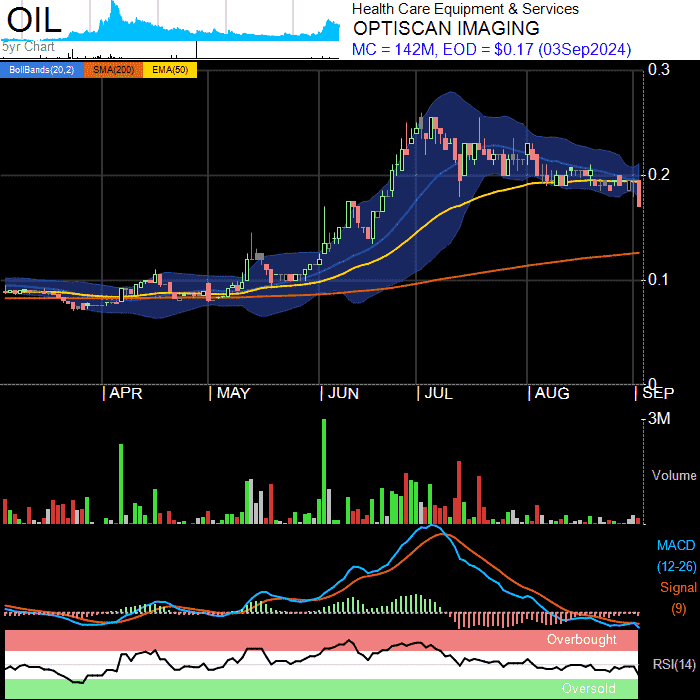 OIL
5yr Chart
Health Care Equipment & Services
OPTISCAN IMAGING
MC = 142M, EOD = $0.17 (03Sep2024)
BollBands(20,2) SMA(200) EMA(50)
0.3
0.2
0.1
0
APR MAY JUN JUL AUG SEP
3M
Volume
MACD
(12-26)
Signal
(9)
Overbought
RSI(14)
Oversold